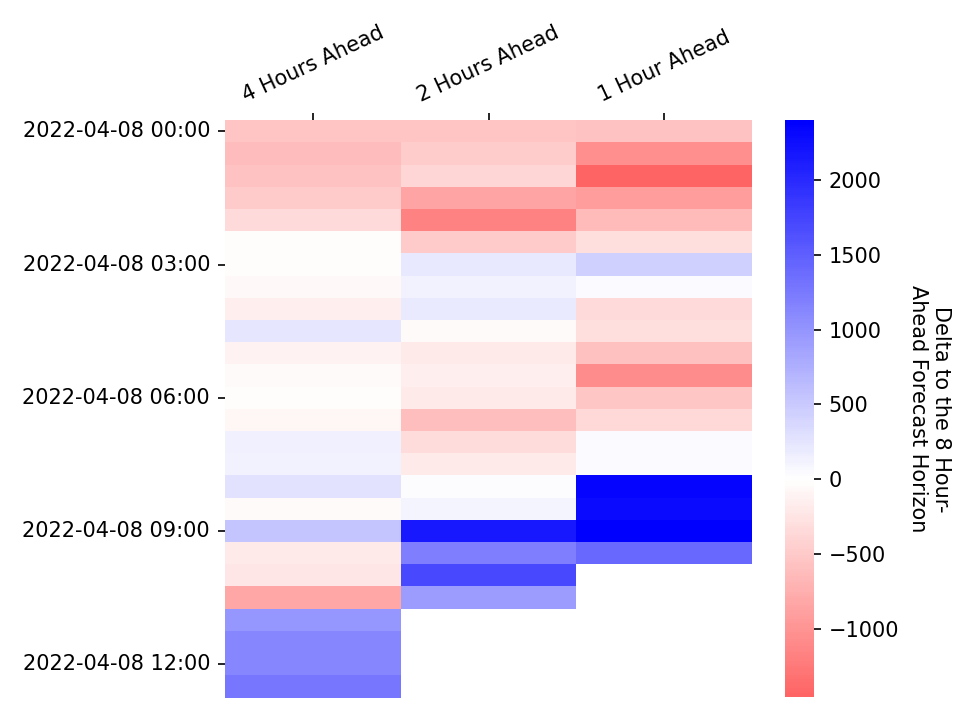 4 Hours Ahead
2 Hours Ahead
1 Hour Ahead
2022-04-08 00:00
2022-04-08 03:00
2022-04-08 06:00
2022-04-08 09:00
2022-04-08 12:00
2000
1500
1000
500
0
−500
−1000
Delta to the 8 Hour-
Ahead Forecast Horizon